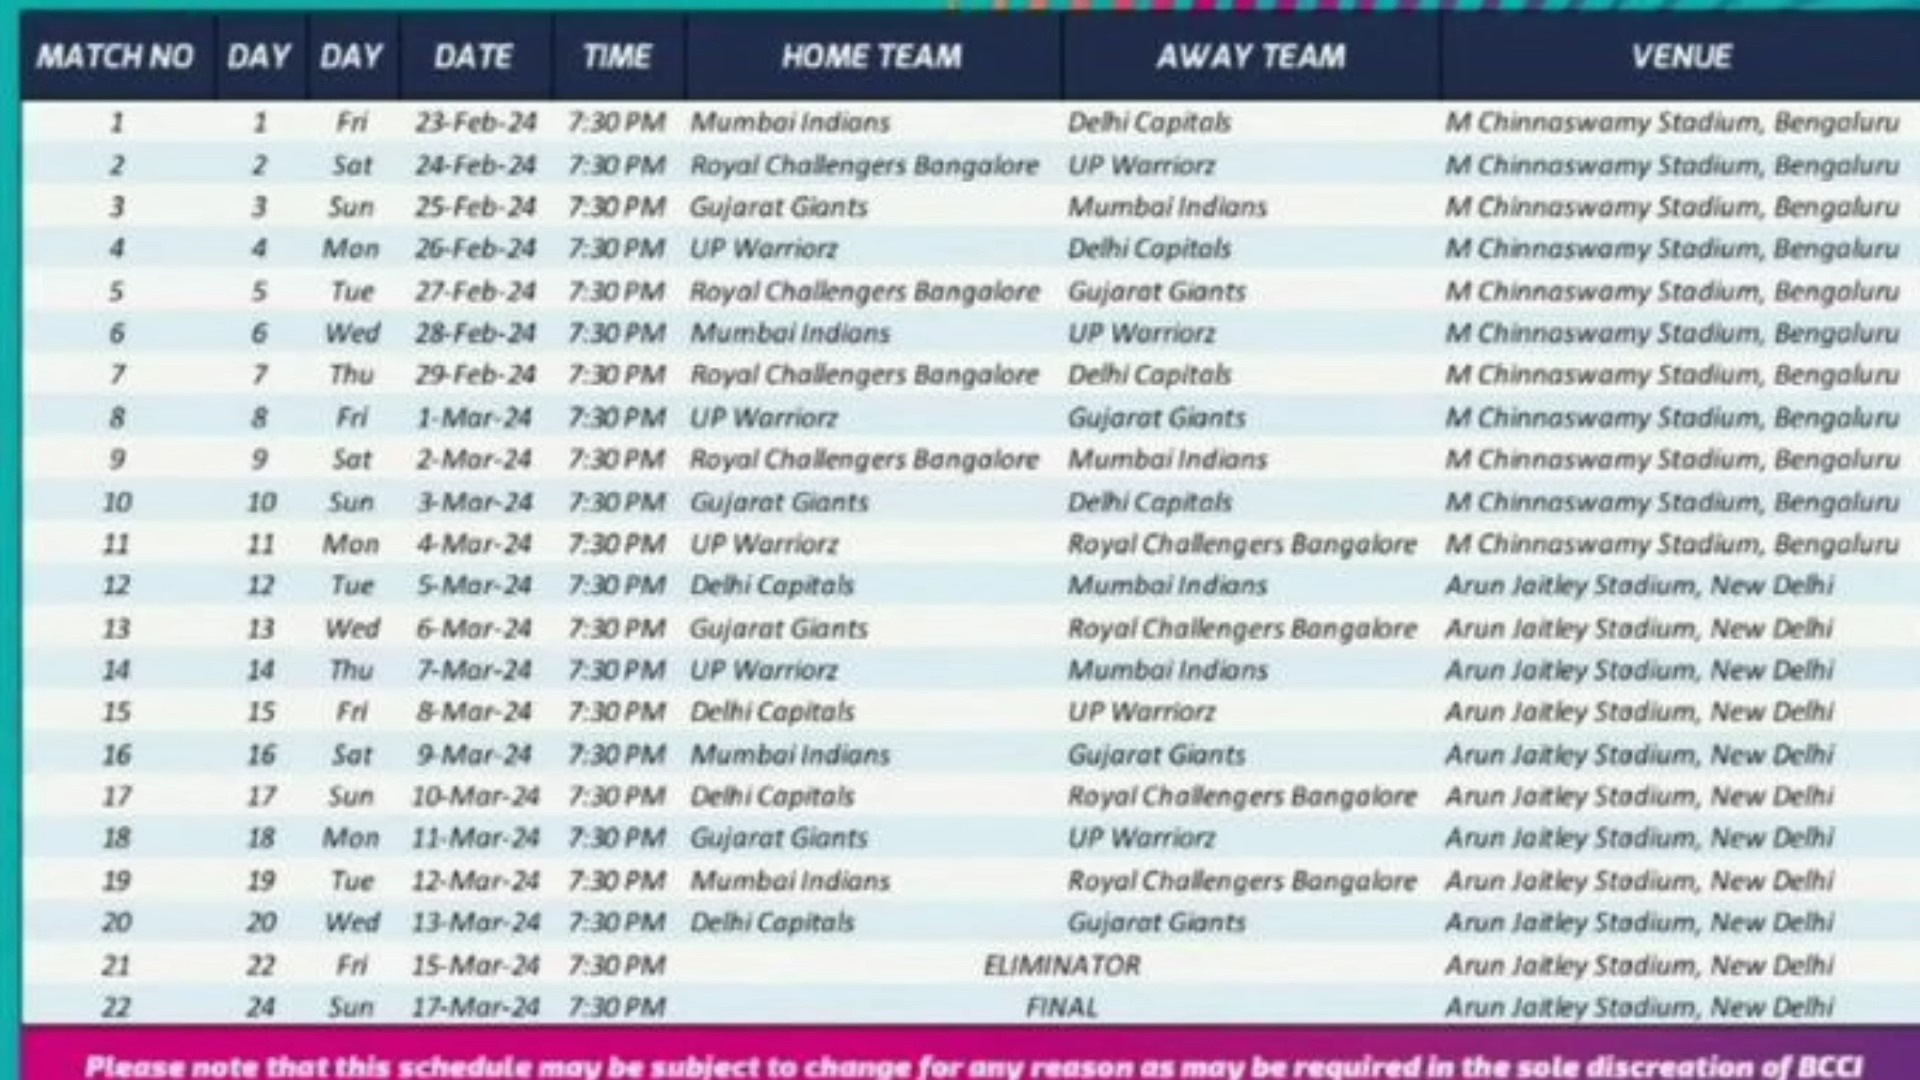 MATCH NO DAY DAY DATE TIME HOME TEAM AWAY TEAM VENUE
1 1 Fri 23-Feb-24 7:30 PM Mumbai Indians Delhi Capitals M Chinnaswamy Stadium, Bengaluru
2 2 Sat 24-Feb-24 7:30 PM Royal Challengers Bangalore UP Warriorz M Chinnaswamy Stadium, Bengaluru
3 3 Sun 25-Feb-24 7:30 PM Gujarat Giants Mumbai Indians M Chinnaswamy Stadium, Bengaluru
4 4 Mon 26-Feb-24 7:30 PM UP Warriorz Delhi Capitals M Chinnaswamy Stadium, Bengaluru
5 5 Tue 27-Feb-24 7:30 PM Royal Challengers Bangalore Gujarat Giants M Chinnaswamy Stadium, Bengaluru
6 6 Wed 28-Feb-24 7:30 PM Mumbai Indians UP Warriorz M Chinnaswamy Stadium, Bengaluru
7 7 Thu 29-Feb-24 7:30 PM Royal Challengers Bangalore Delhi Capitals M Chinnaswamy Stadium, Bengaluru
8 8 Fri 1-Mar-24 7:30 PM UP Warriorz Gujarat Giants M Chinnaswamy Stadium, Bengaluru
9 9 Sat 2-Mar-24 7:30 PM Royal Challengers Bangalore Mumbai Indians M Chinnaswamy Stadium, Bengaluru
10 10 Sun 3-Mar-24 7:30 PM Gujarat Giants Delhi Capitals M Chinnaswamy Stadium, Bengaluru
11 11 Mon 4-Mar-24 7:30 PM UP Warriorz Royal Challengers Bangalore M Chinnaswamy Stadium, Bengaluru
12 12 Tue 5-Mar-24 7:30 PM Delhi Capitals Mumbai Indians Arun Jaitley Stadium, New Delhi
13 13 Wed 6-Mar-24 7:30 PM Gujarat Giants Royal Challengers Bangalore Arun Jaitley Stadium, New Delhi
14 14 Thu 7-Mar-24 7:30 PM UP Warriorz Mumbai Indians Arun Jaitley Stadium, New Delhi
15 15 Fri 8-Mar-24 7:30 PM Delhi Capitals UP Warriorz Arun Jaitley Stadium, New Delhi
16 16 Sat 9-Mar-24 7:30 PM Mumbai Indians Gujarat Giants Arun Jaitley Stadium, New Delhi
17 17 Sun 10-Mar-24 7:30 PM Delhi Capitals Royal Challengers Bangalore Arun Jaitley Stadium, New Delhi
18 18 Mon 11-Mar-24 7:30 PM Gujarat Giants UP Warriorz Arun Jaitley Stadium, New Delhi
19 19 Tue 12-Mar-24 7:30 PM Mumbai Indians Royal Challengers Bangalore Arun Jaitley Stadium, New Delhi
20 20 Wed 13-Mar-24 7:30 PM Delhi Capitals Gujarat Giants Arun Jaitley Stadium, New Delhi
21 22 Fri 15-Mar-24 7:30 PM ELIMINATOR Arun Jaitley Stadium, New Delhi
22 24 Sun 17-Mar-24 7:30 PM FINAL Arun Jaitley Stadium, New Delhi
Please note that this schedule may be subject to change for any reason as may be required in the sole discreation of BCCI